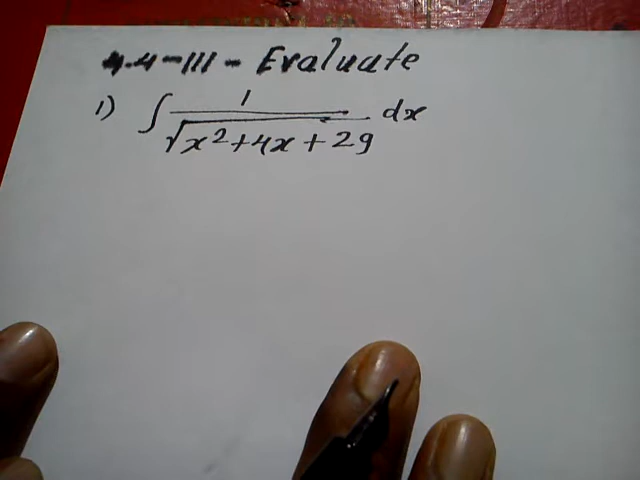 4.4-III - Evaluate
1) ∫ 1/√(x²+4x+29) dx